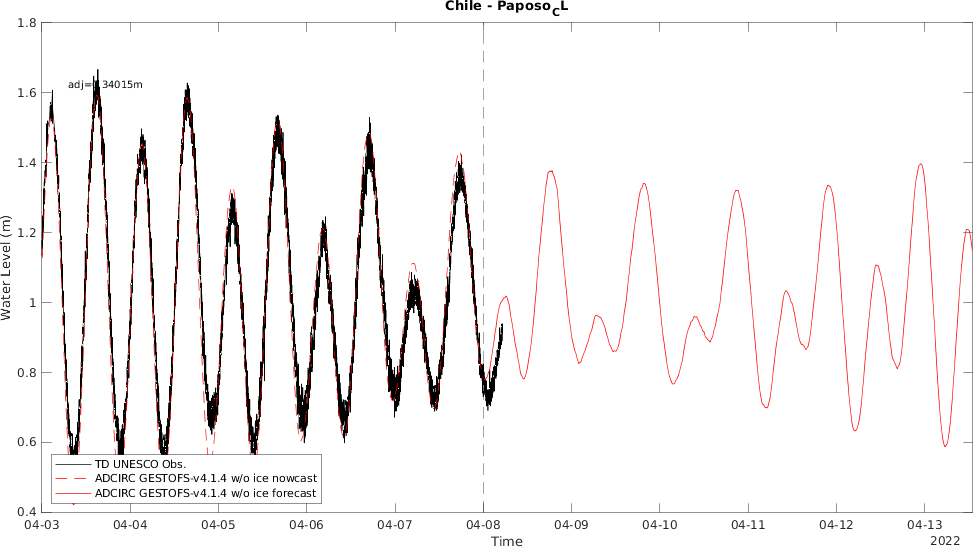 Chile - Paposo_CL
1.8
1.6
1.4
1.2
1
0.8
0.6
0.4
Water Level (m)
34015m
TD UNESCO Obs.
ADCIRC GESTOFS-v4.1.4 w/o ice nowcast
ADCIRC GESTOFS-v4.1.4 w/o ice forecast
04-03 04-04 04-05 04-06 04-07 04-08 04-09 04-10 04-11 04-12 04-13
Time
2022